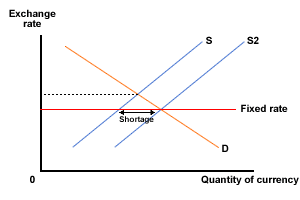 Exchange
rate
S
S2
Fixed rate
Shortage
D
0
Quantity of currency